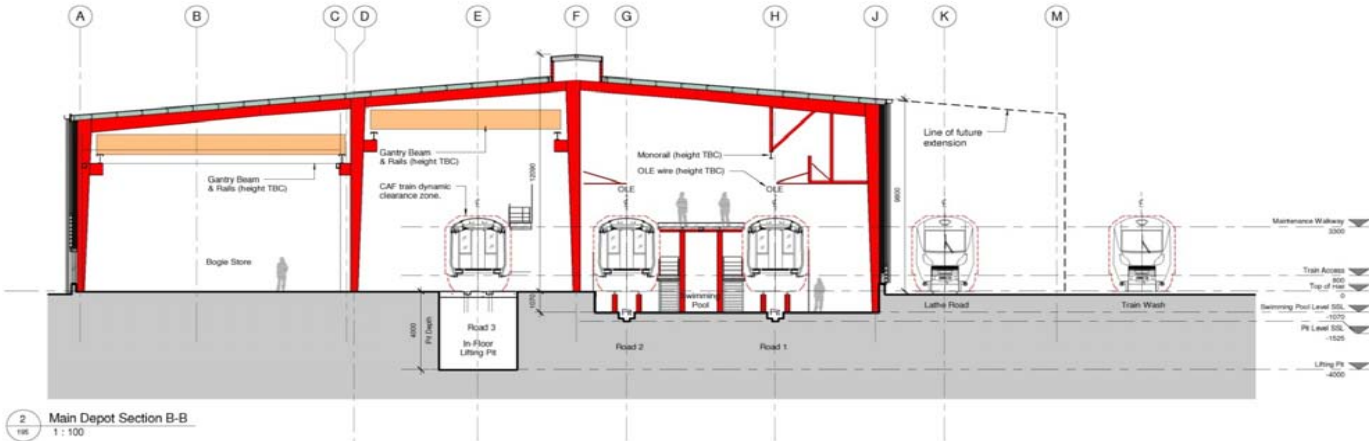 A B C D E F G H J K M
Line of future
extension
Gantry Beam
& Rails (height TBC)
Monorail (height TBC)
Gantry Beam
& Rails (height TBC)
OLE wire (height TBC)
CAF train dynamic
clearance zone.
OLE
OLE
12090
9800
Maintenance Walkway
3300
Bogie Store
Train Access
800
Top of Rail
0
Swimming
Pool
Lathe Road
Train Wash
1070
Swimming Pool Level SSL
-1070
Pit
Pit
Pit Level SSL
-1525
4000
Pit Depth
Road 3
In-Floor
Lifting Pit
Road 2
Road 1
Lifting Pit
-4000
2
Main Depot Section B-B
195
1 : 100